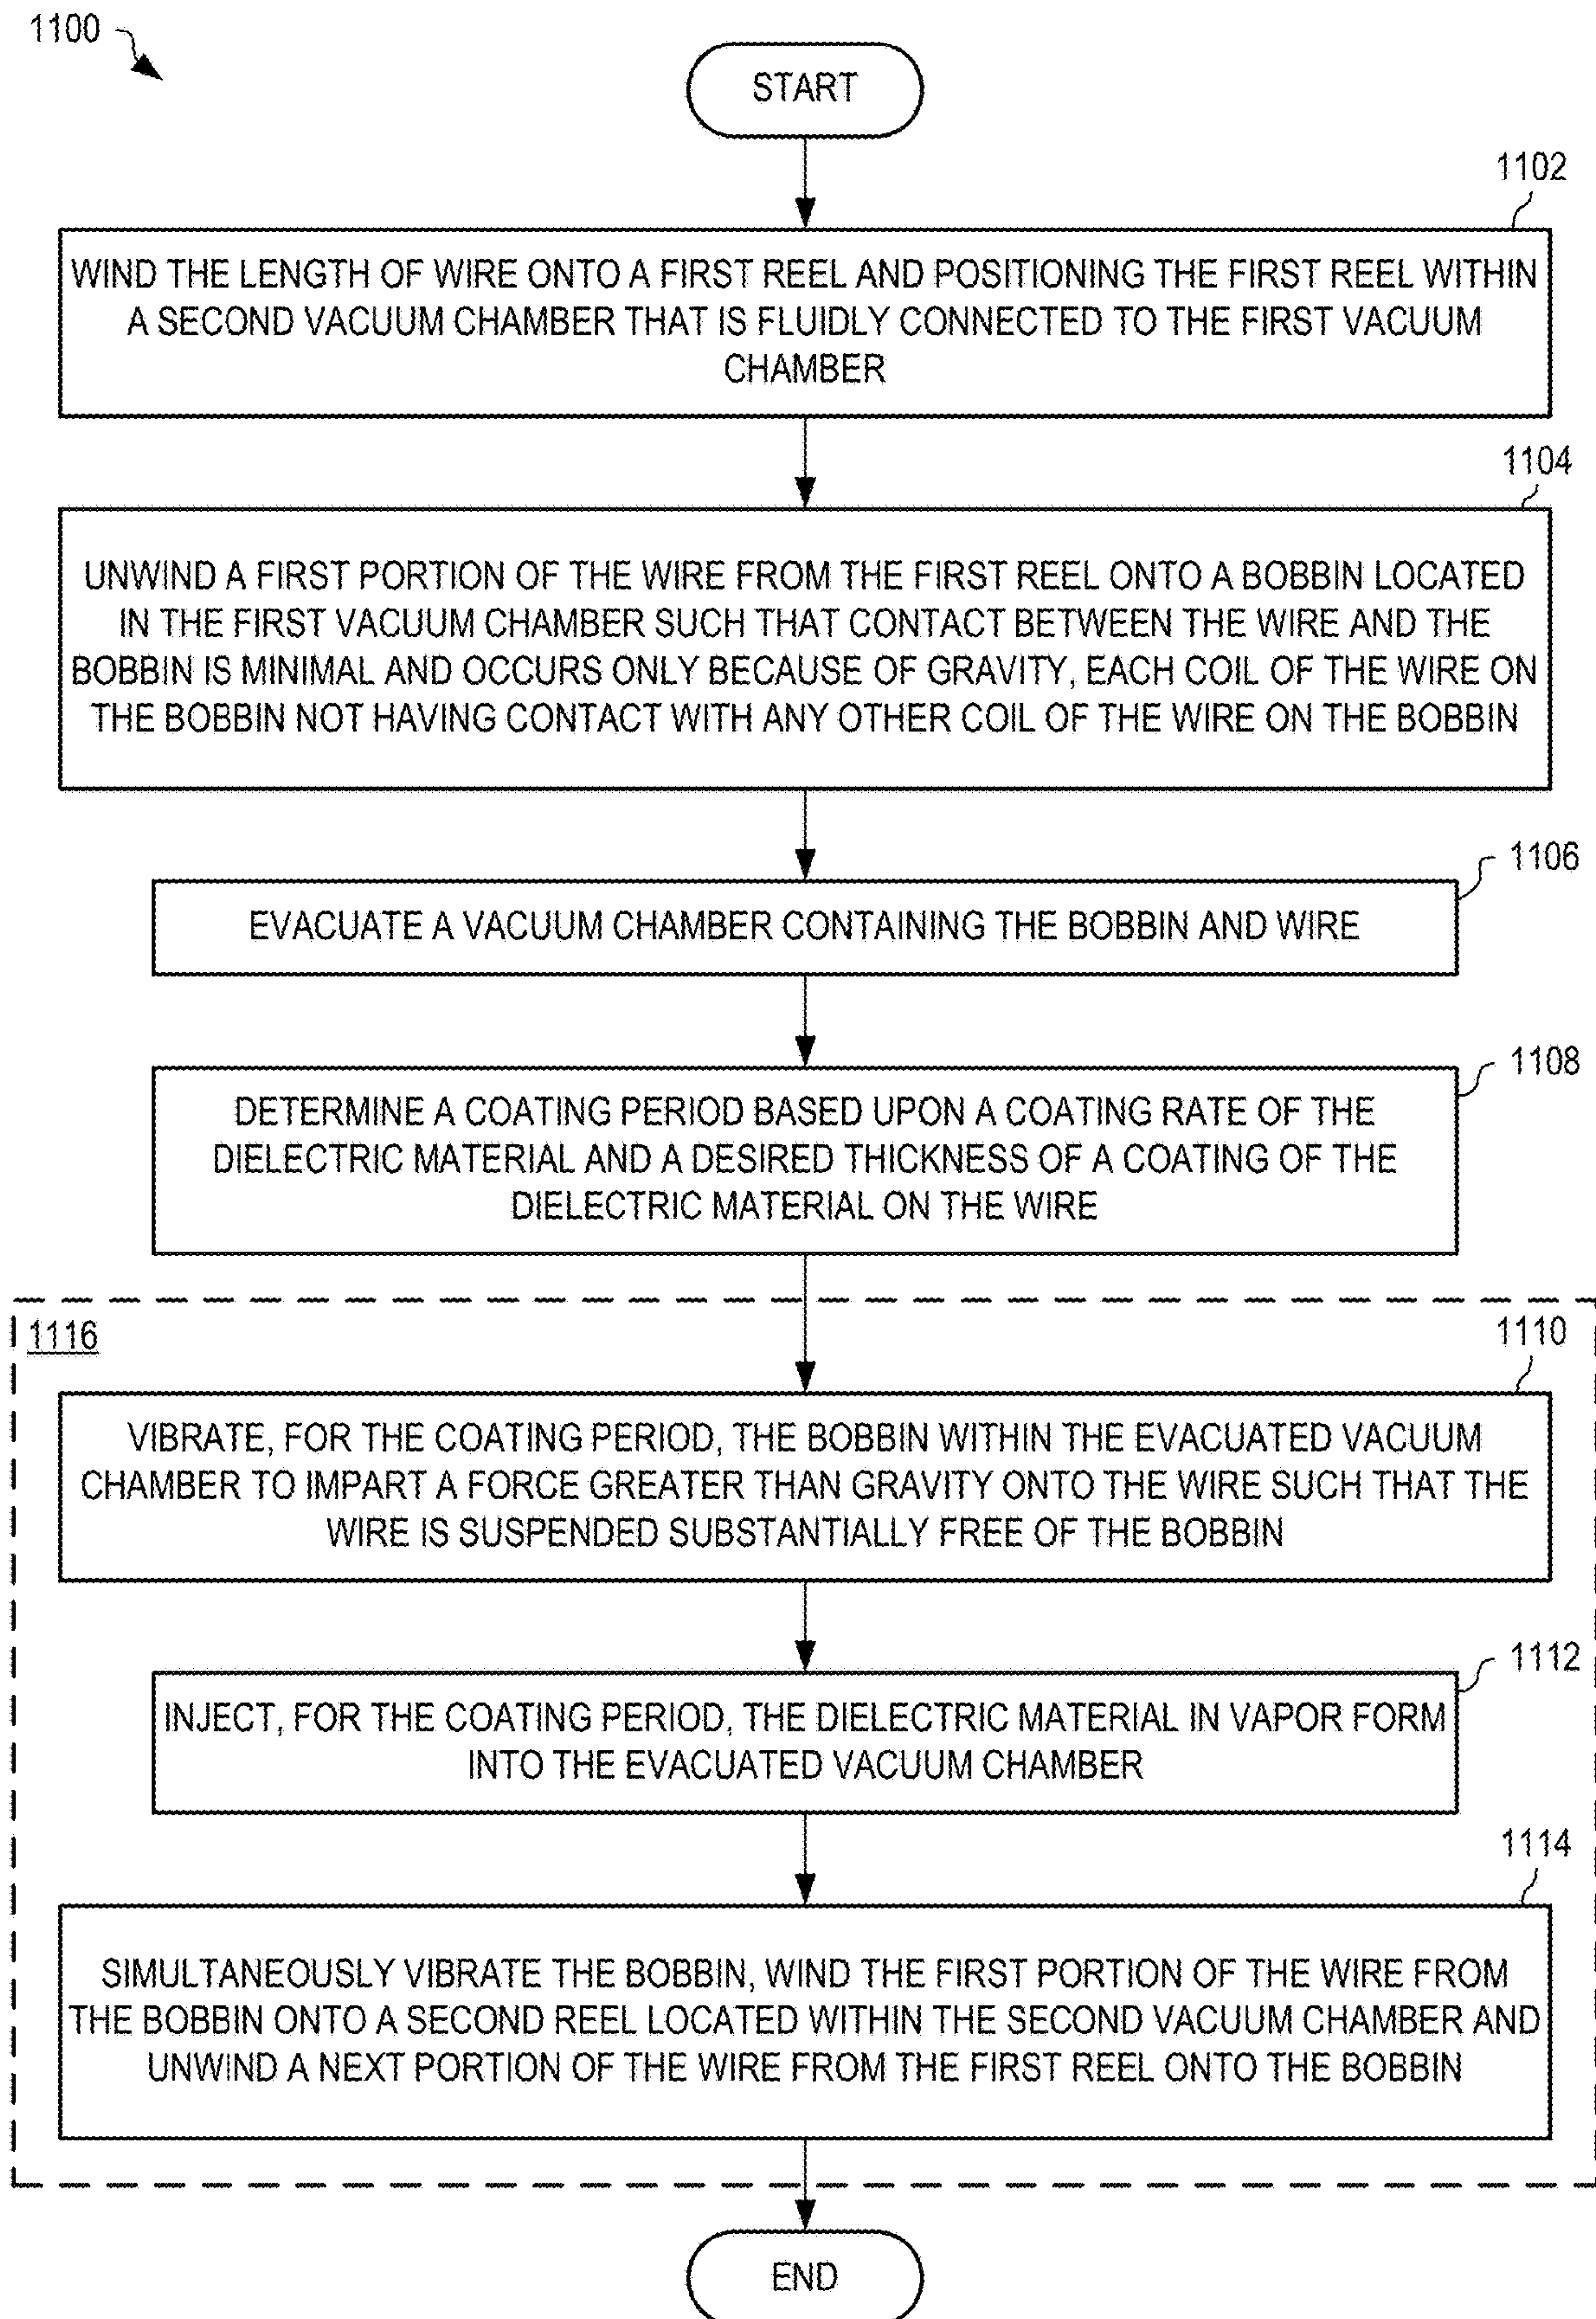 1100
START
1102
WIND THE LENGTH OF WIRE ONTO A FIRST REEL AND POSITIONING THE FIRST REEL WITHIN
A SECOND VACUUM CHAMBER THAT IS FLUIDLY CONNECTED TO THE FIRST VACUUM
CHAMBER
1104
UNWIND A FIRST PORTION OF THE WIRE FROM THE FIRST REEL ONTO A BOBBIN LOCATED
IN THE FIRST VACUUM CHAMBER SUCH THAT CONTACT BETWEEN THE WIRE AND THE
BOBBIN IS MINIMAL AND OCCURS ONLY BECAUSE OF GRAVITY, EACH COIL OF THE WIRE ON
THE BOBBIN NOT HAVING CONTACT WITH ANY OTHER COIL OF THE WIRE ON THE BOBBIN
1106
EVACUATE A VACUUM CHAMBER CONTAINING THE BOBBIN AND WIRE
1108
DETERMINE A COATING PERIOD BASED UPON A COATING RATE OF THE
DIELECTRIC MATERIAL AND A DESIRED THICKNESS OF A COATING OF THE
DIELECTRIC MATERIAL ON THE WIRE
1116
1110
VIBRATE, FOR THE COATING PERIOD, THE BOBBIN WITHIN THE EVACUATED VACUUM
CHAMBER TO IMPART A FORCE GREATER THAN GRAVITY ONTO THE WIRE SUCH THAT THE
WIRE IS SUSPENDED SUBSTANTIALLY FREE OF THE BOBBIN
1112
INJECT, FOR THE COATING PERIOD, THE DIELECTRIC MATERIAL IN VAPOR FORM
INTO THE EVACUATED VACUUM CHAMBER
1114
SIMULTANEOUSLY VIBRATE THE BOBBIN, WIND THE FIRST PORTION OF THE WIRE FROM
THE BOBBIN ONTO A SECOND REEL LOCATED WITHIN THE SECOND VACUUM CHAMBER AND
UNWIND A NEXT PORTION OF THE WIRE FROM THE FIRST REEL ONTO THE BOBBIN
END